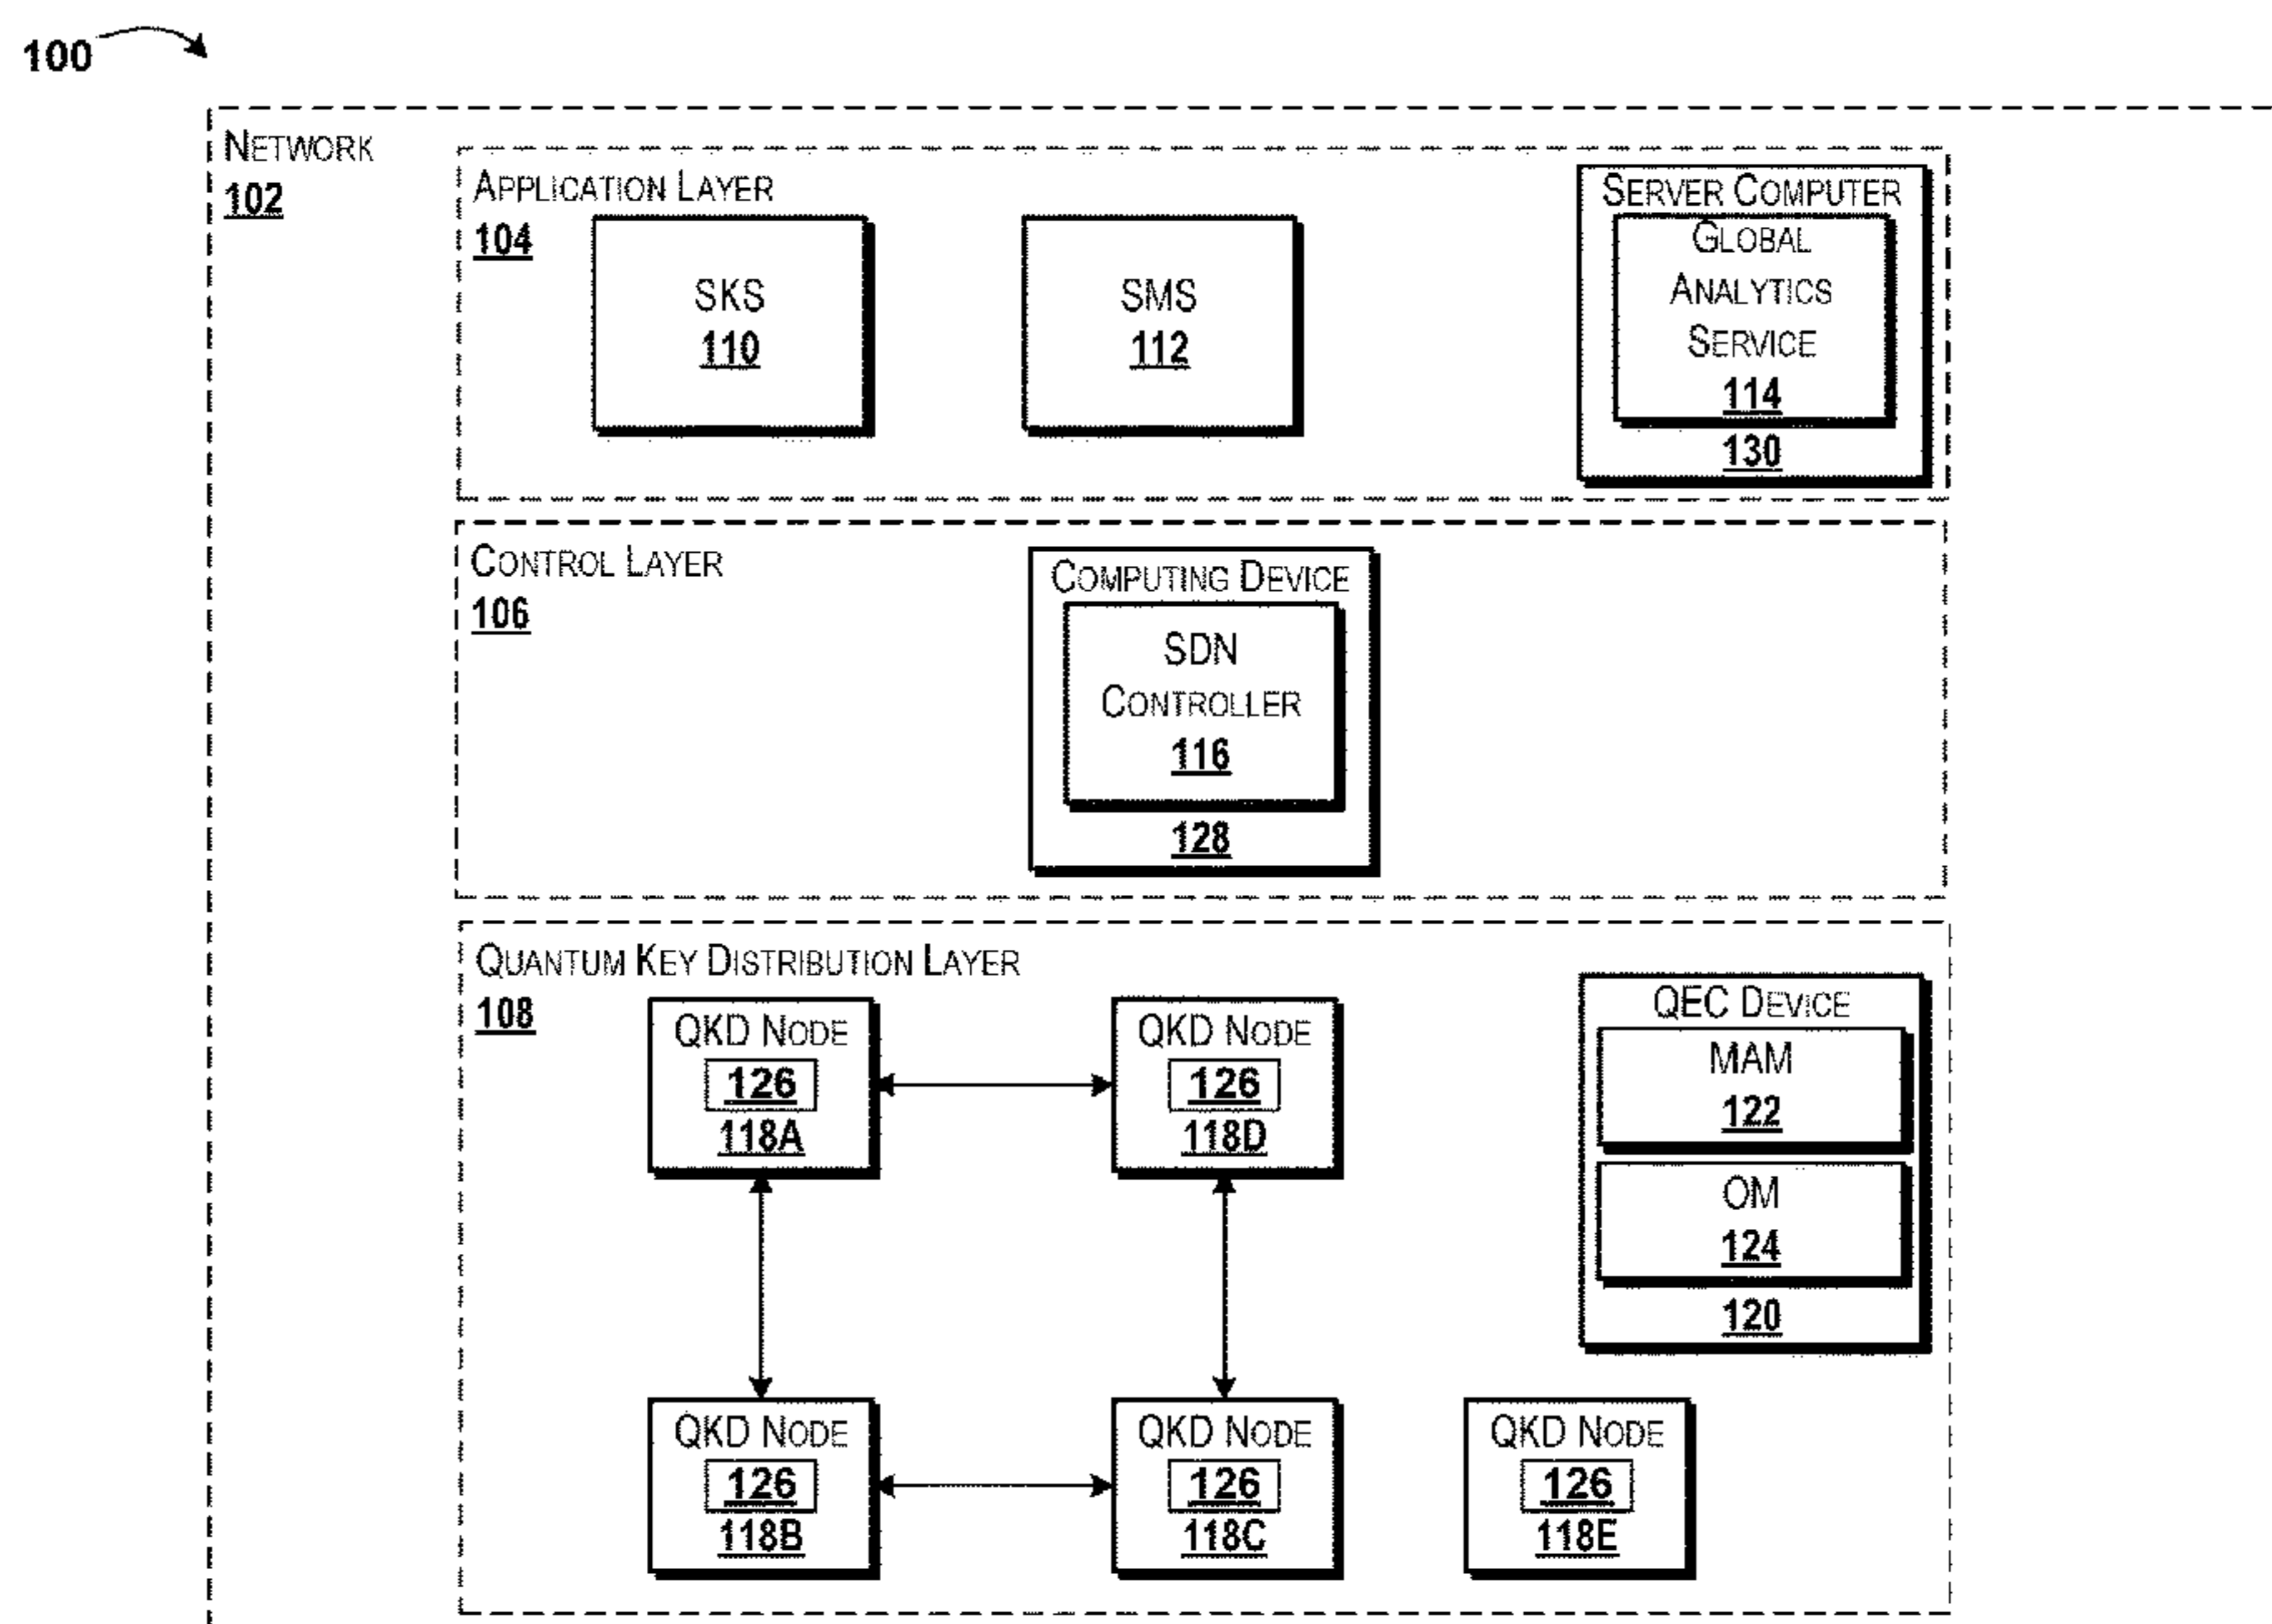 100
NETWORK
102
APPLICATION LAYER
104
SKS
110
SMS
112
SERVER COMPUTER
GLOBAL
ANALYTICS
SERVICE
114
130
CONTROL LAYER
106
COMPUTING DEVICE
SDN
CONTROLLER
116
128
QUANTUM KEY DISTRIBUTION LAYER
108
QKD NODE
126
118A
QKD NODE
126
118D
QEC DEVICE
MAM
122
OM
124
120
QKD NODE
126
118B
QKD NODE
126
118C
QKD NODE
126
118E